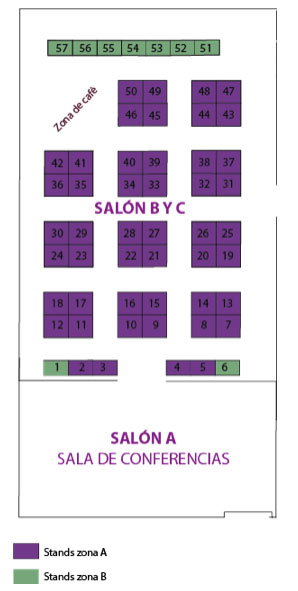 57 56 55 54 53 52 51
Zona de café
50 49 48 47
46 45 44 43
42 41 40 39 38 37
36 35 34 33 32 31
SALÓN B Y C
30 29 28 27 26 25
24 23 22 21 20 19
18 17 16 15 14 13
12 11 10 9 8 7
1 2 3 4 5 6
SALÓN A
SALA DE CONFERENCIAS
Stands zona A
Stands zona B